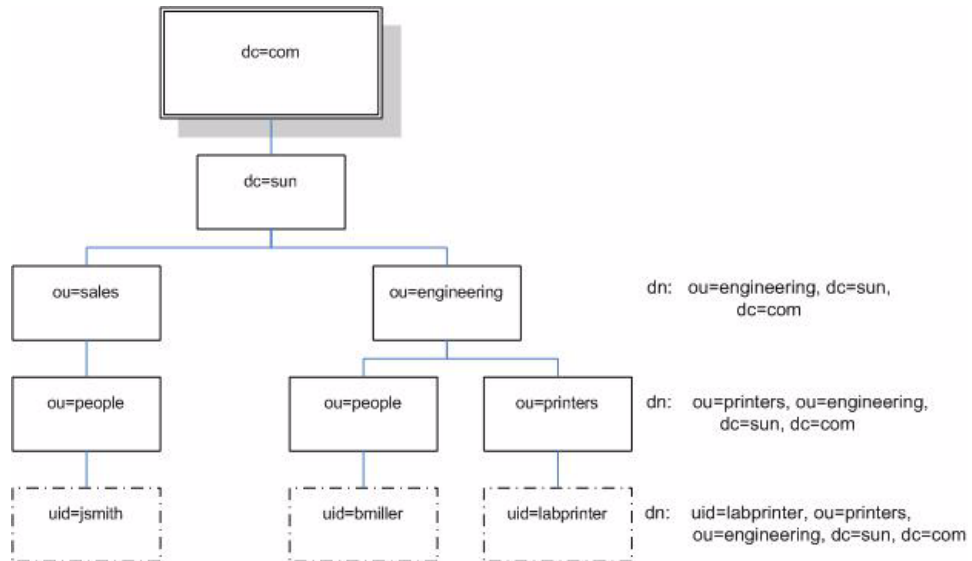 dc=com
dc=sun
ou=sales
ou=engineering
dn: ou=engineering, dc=sun,
dc=com
ou=people
ou=people
ou=printers
dn: ou=printers, ou=engineering,
dc=sun, dc=com
uid=jsmith
uid=bmiller
uid=labprinter
dn: uid=labprinter, ou=printers,
ou=engineering, dc=sun, dc=com